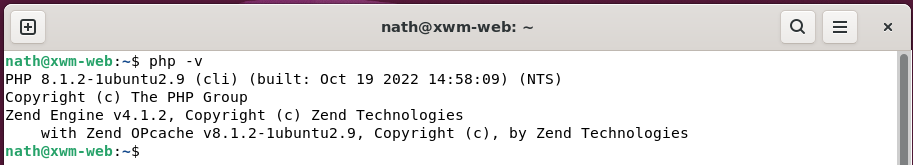 nath@xwm-web: ~
nath@xwm-web:~$ php -v
PHP 8.1.2-1ubuntu2.9 (cli) (built: Oct 19 2022 14:58:09) (NTS)
Copyright (c) The PHP Group
Zend Engine v4.1.2, Copyright (c) Zend Technologies
    with Zend OPcache v8.1.2-1ubuntu2.9, Copyright (c), by Zend Technologies
nath@xwm-web:~$